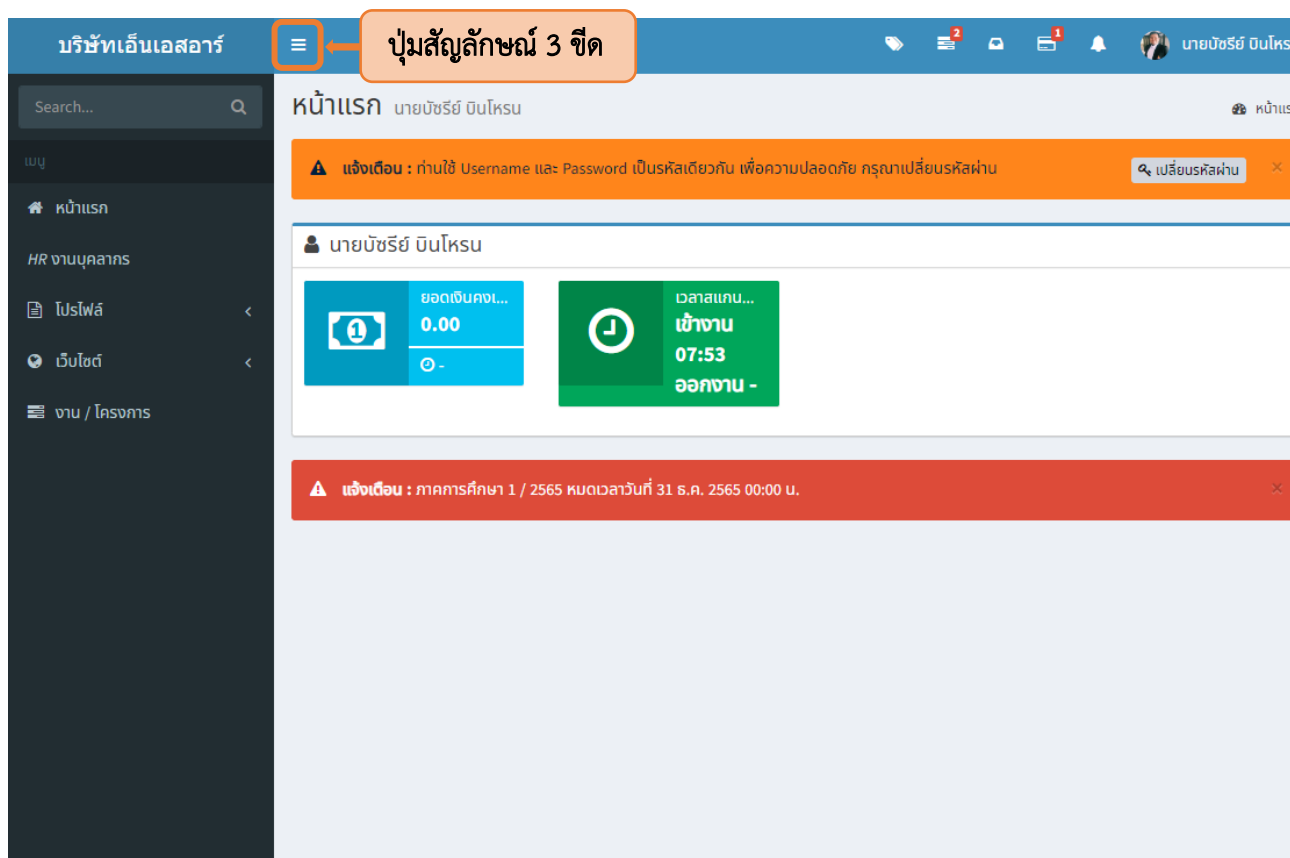 บริษัทเอ็นเอสอาร์
ปุ่มสัญลักษณ์ 3 ขีด
2
1
นายบัซรีย์ บินโหร
Search...
เมนู
หน้าแรก
HR งานบุคลากร
โปรไฟล์
เว็บไซต์
งาน / โครงการ
หน้าแรก นายบัซรีย์ บินโหรน
หน้าแร
แจ้งเตือน : ท่านใช้ Username และ Password เป็นรหัสเดียวกัน เพื่อความปลอดภัย กรุณาเปลี่ยนรหัสผ่าน
เปลี่ยนรหัสผ่าน
×
นายบัซรีย์ บินโหรน
ยอดเงินคงเ...
0.00
-
เวลาสแกน...
เข้างาน
07:53
ออกงาน -
แจ้งเตือน : ภาคการศึกษา 1 / 2565 หมดเวลาวันที่ 31 ธ.ค. 2565 00:00 น.
×